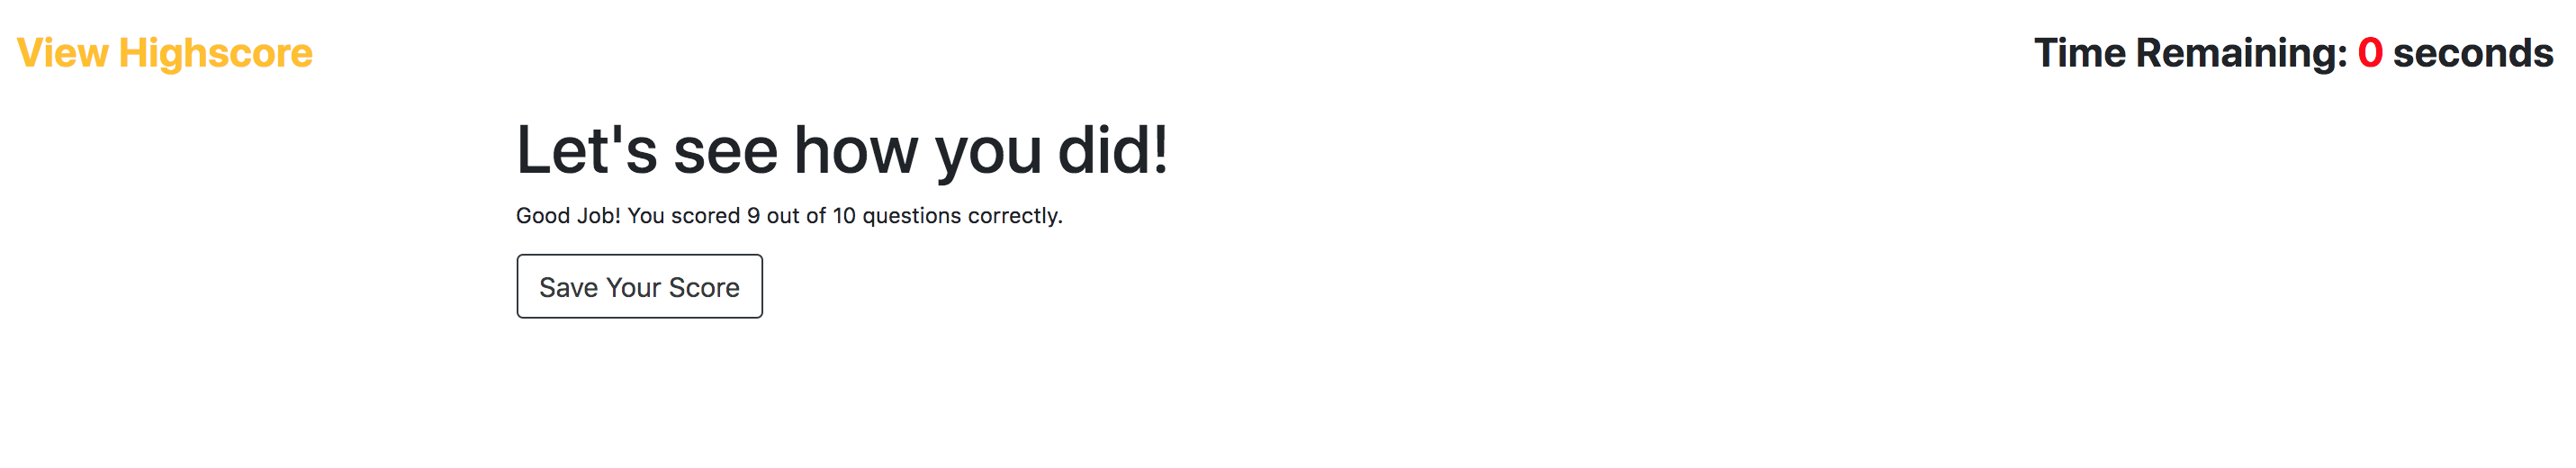 View Highscore
Time Remaining: 0 seconds
Let's see how you did!
Good Job! You scored 9 out of 10 questions correctly.
Save Your Score